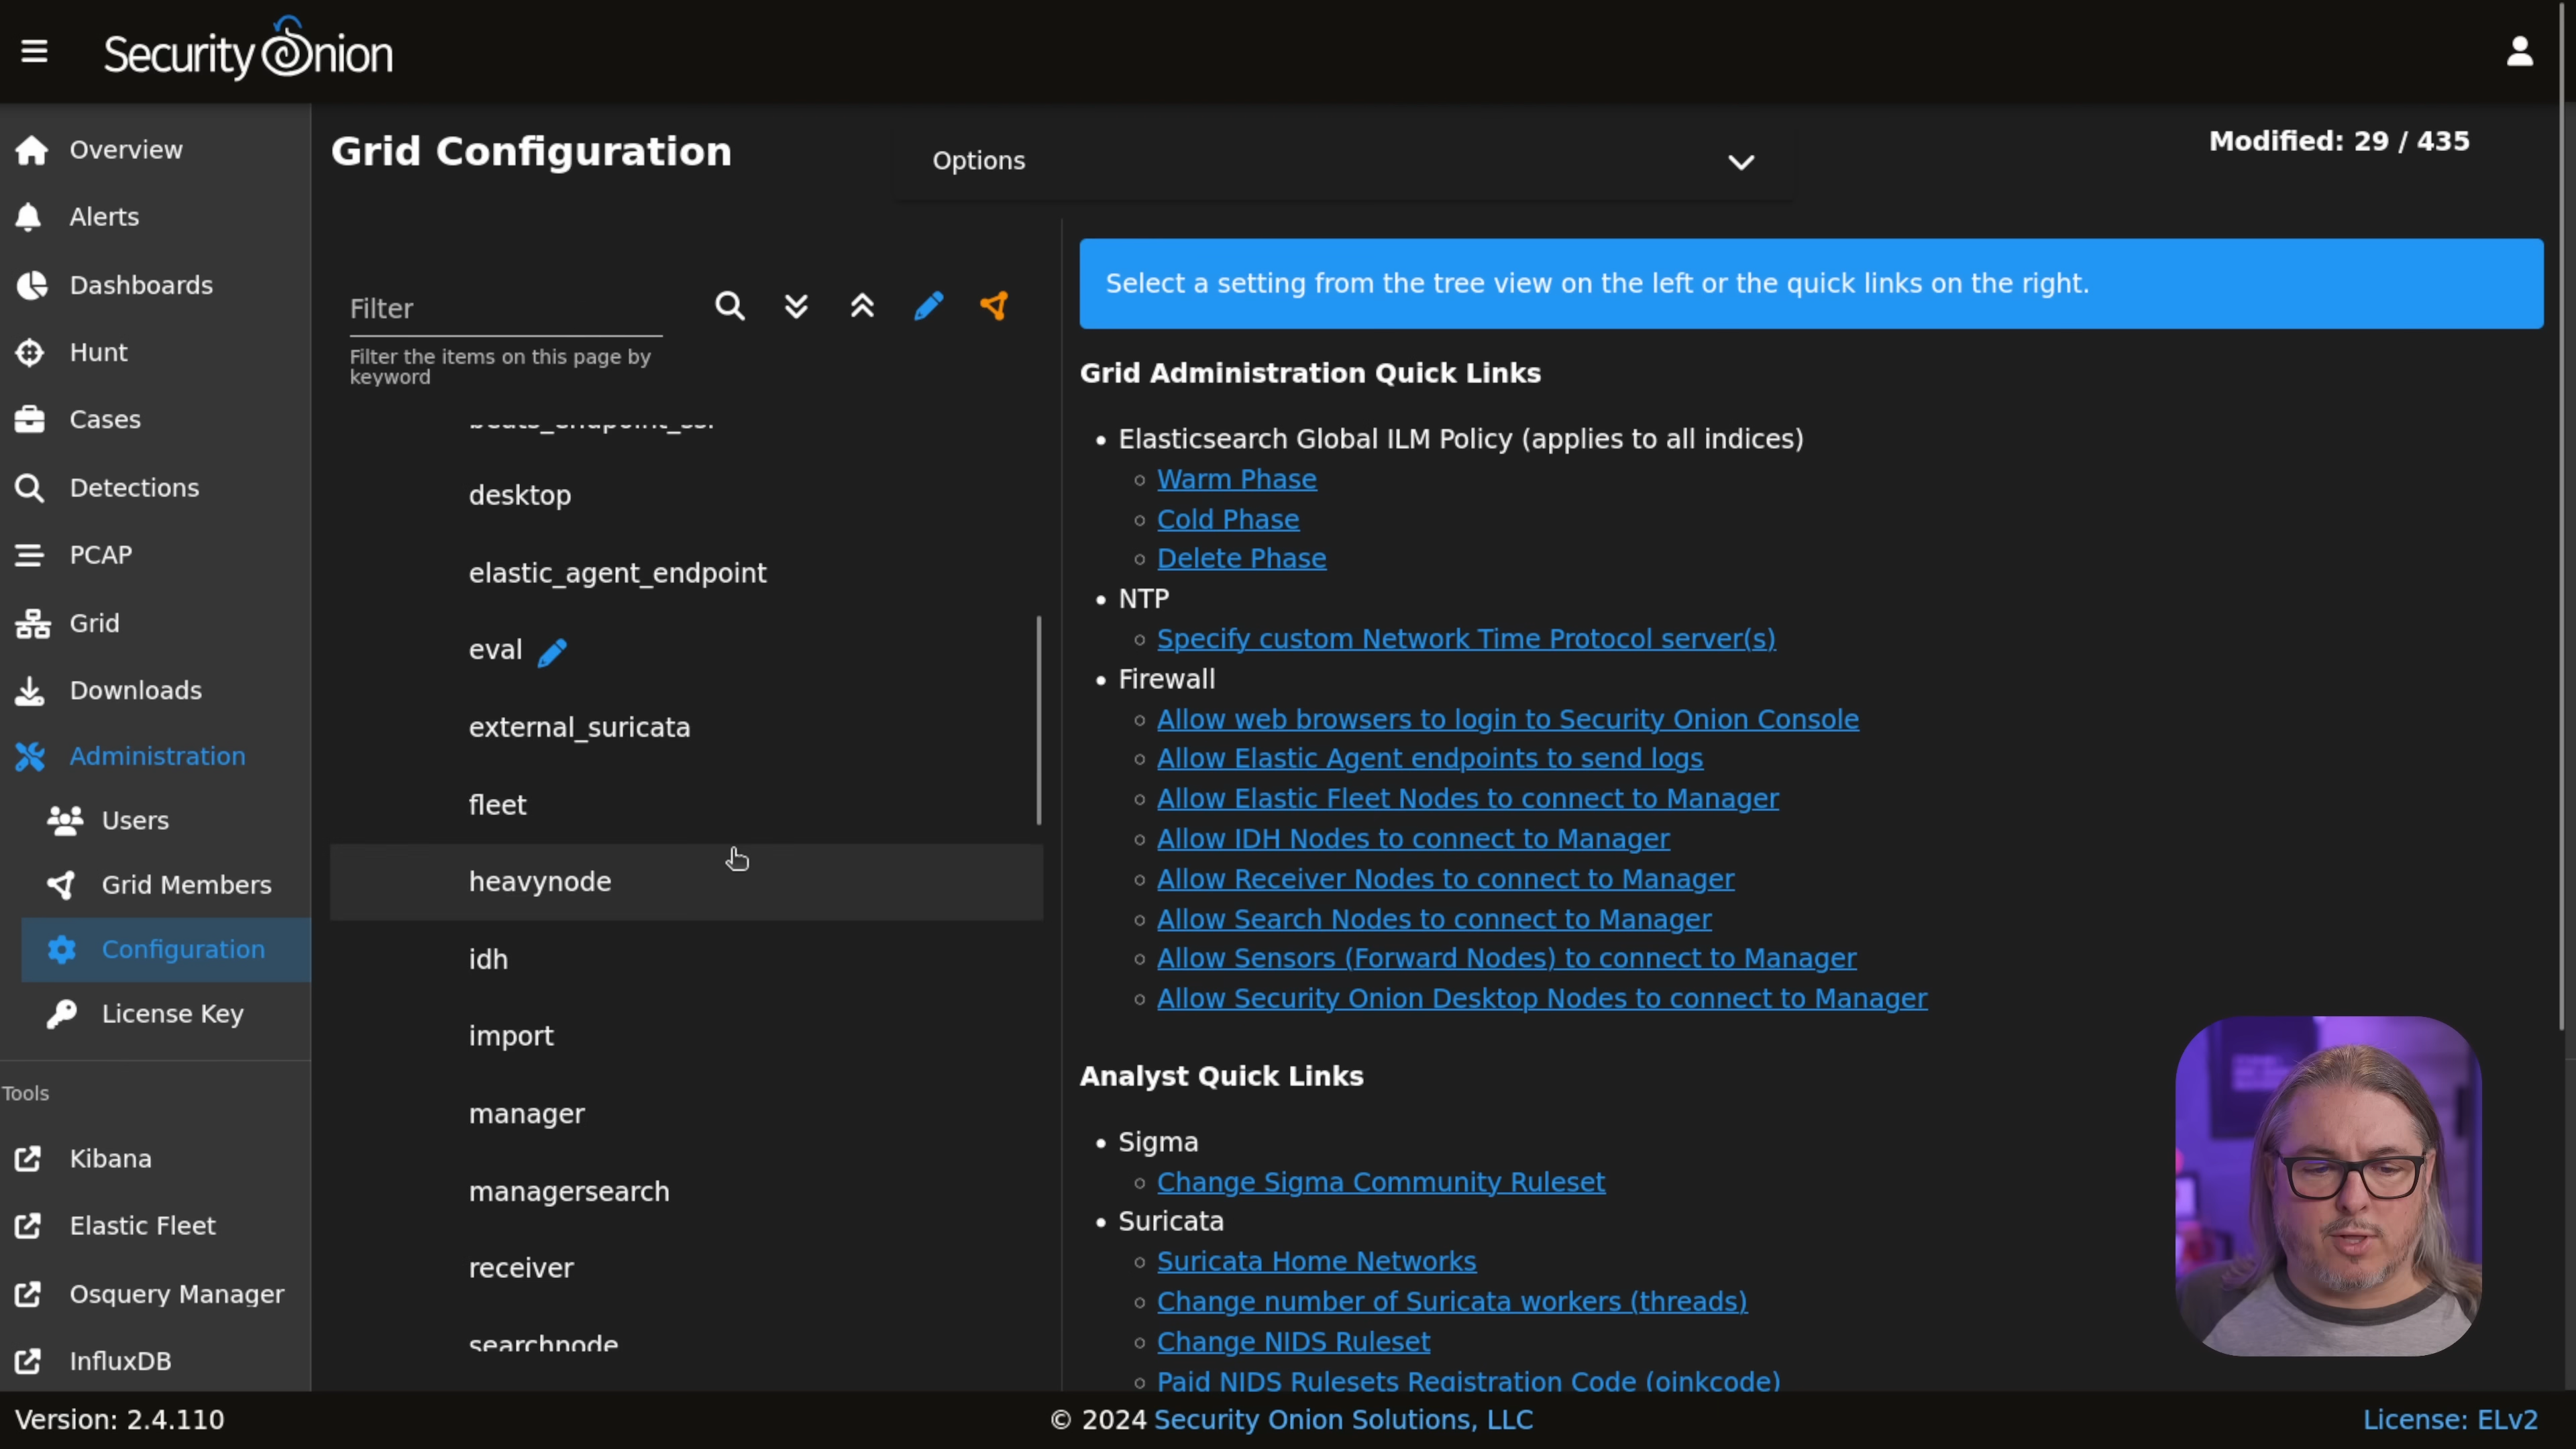 Security Onion
Overview
Alerts
Dashboards
Hunt
Cases
Detections
PCAP
Grid
Downloads
Administration
Users
Grid Members
Configuration
License Key
Tools
Kibana
Elastic Fleet
Osquery Manager
InfluxDB
Grid Configuration
Options
Modified: 29 / 435
Filter
Filter the items on this page by
keyword
desktop
elastic_agent_endpoint
eval
external_suricata
fleet
heavynode
idh
import
manager
managersearch
receiver
searchnode
Select a setting from the tree view on the left or the quick links on the right.
Grid Administration Quick Links
• Elasticsearch Global ILM Policy (applies to all indices)
◦ Warm Phase
◦ Cold Phase
◦ Delete Phase
• NTP
◦ Specify custom Network Time Protocol server(s)
• Firewall
◦ Allow web browsers to login to Security Onion Console
◦ Allow Elastic Agent endpoints to send logs
◦ Allow Elastic Fleet Nodes to connect to Manager
◦ Allow IDH Nodes to connect to Manager
◦ Allow Receiver Nodes to connect to Manager
◦ Allow Search Nodes to connect to Manager
◦ Allow Sensors (Forward Nodes) to connect to Manager
◦ Allow Security Onion Desktop Nodes to connect to Manager
Analyst Quick Links
• Sigma
◦ Change Sigma Community Ruleset
• Suricata
◦ Suricata Home Networks
◦ Change number of Suricata workers (threads)
◦ Change NIDS Ruleset
◦ Paid NIDS Rulesets Registration Code (oinkcode)
Version: 2.4.110
© 2024 Security Onion Solutions, LLC
License: ELv2